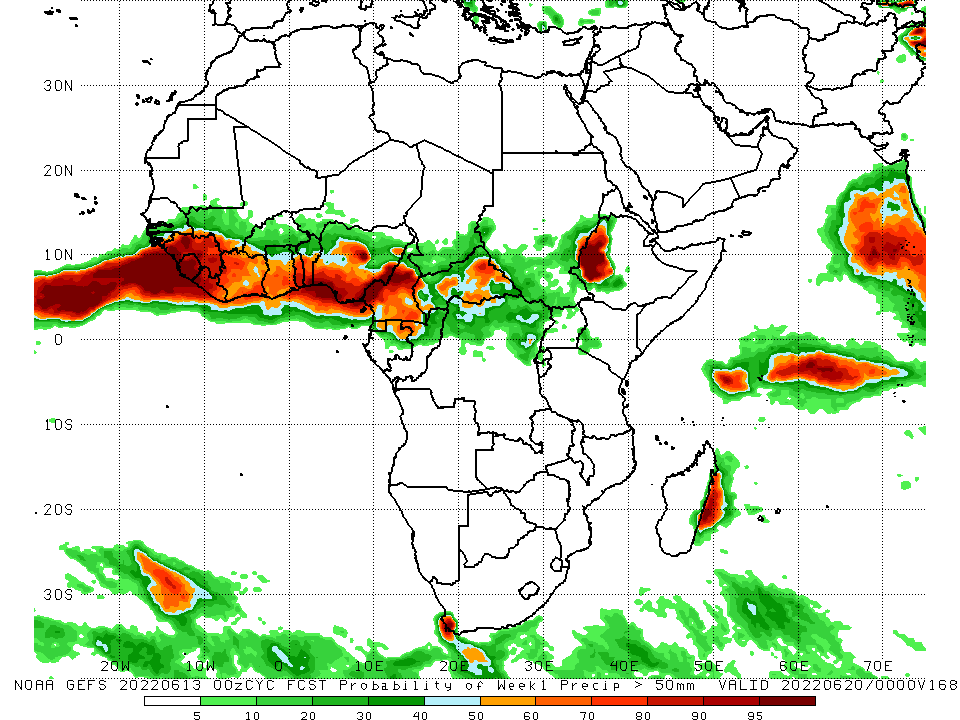 30N
20N
10N
0
10S
20S
30S
20W 10W 0 10E 20E 30E 40E 50E 60E 70E
NOAA GEFS 20220613 00zCYC FCST Probability of Week1 Precip > 50mm VALID 20220620/0000V168
5 10 20 30 40 50 60 70 80 90 95